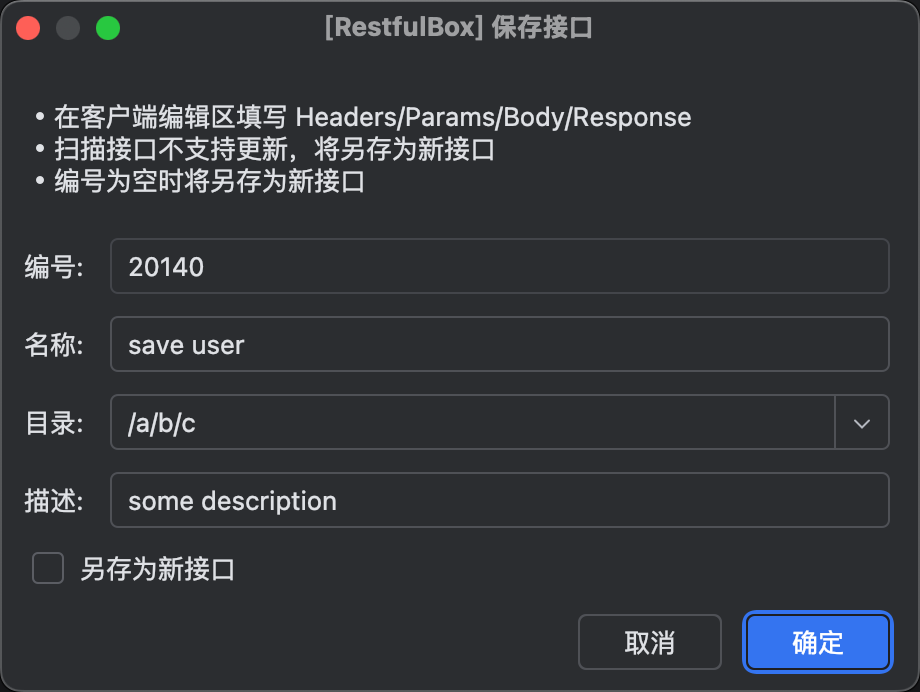 [RestfulBox] 保存接口
• 在客户端编辑区填写 Headers/Params/Body/Response
• 扫描接口不支持更新，将另存为新接口
• 编号为空时将另存为新接口
编号: 20140
名称: save user
目录: /a/b/c
描述: some description
另存为新接口
取消 确定